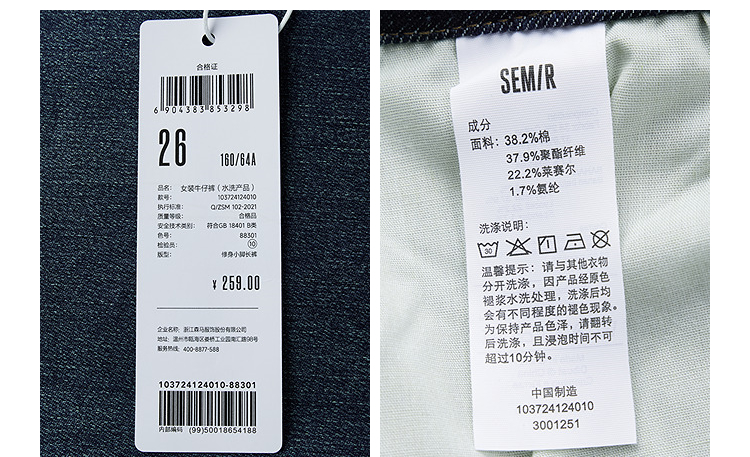 合格证
6 904383 853298
26
160/64A
品名: 女装牛仔裤(水洗产品)
款号: 103724124010
执行标准: Q/ZSM 102-2021
质量等级: 合格品
安全技术类别: 符合GB 18401 B类
色号: 88301
检验员: 10
版型: 修身小脚长裤
¥ 259.00
企业名称: 浙江森马服饰股份有限公司
地址: 温州市瓯海区娄桥工业园南汇路98号
服务热线: 400-8877-588
103724124010-88301
内部编码 (99)50018654188
SEM/R
成分
面料: 38.2%棉
37.9%聚酯纤维
22.2%莱赛尔
1.7%氨纶
洗涤说明:
30
温馨提示: 请与其他衣物
分开洗涤, 因产品经原色
褪浆水洗处理, 洗涤后均
会有不同程度的褪色现象。
为保持产品色泽, 请翻转
后洗涤, 且浸泡时间不可
超过10分钟。
中国制造
103724124010
3001251